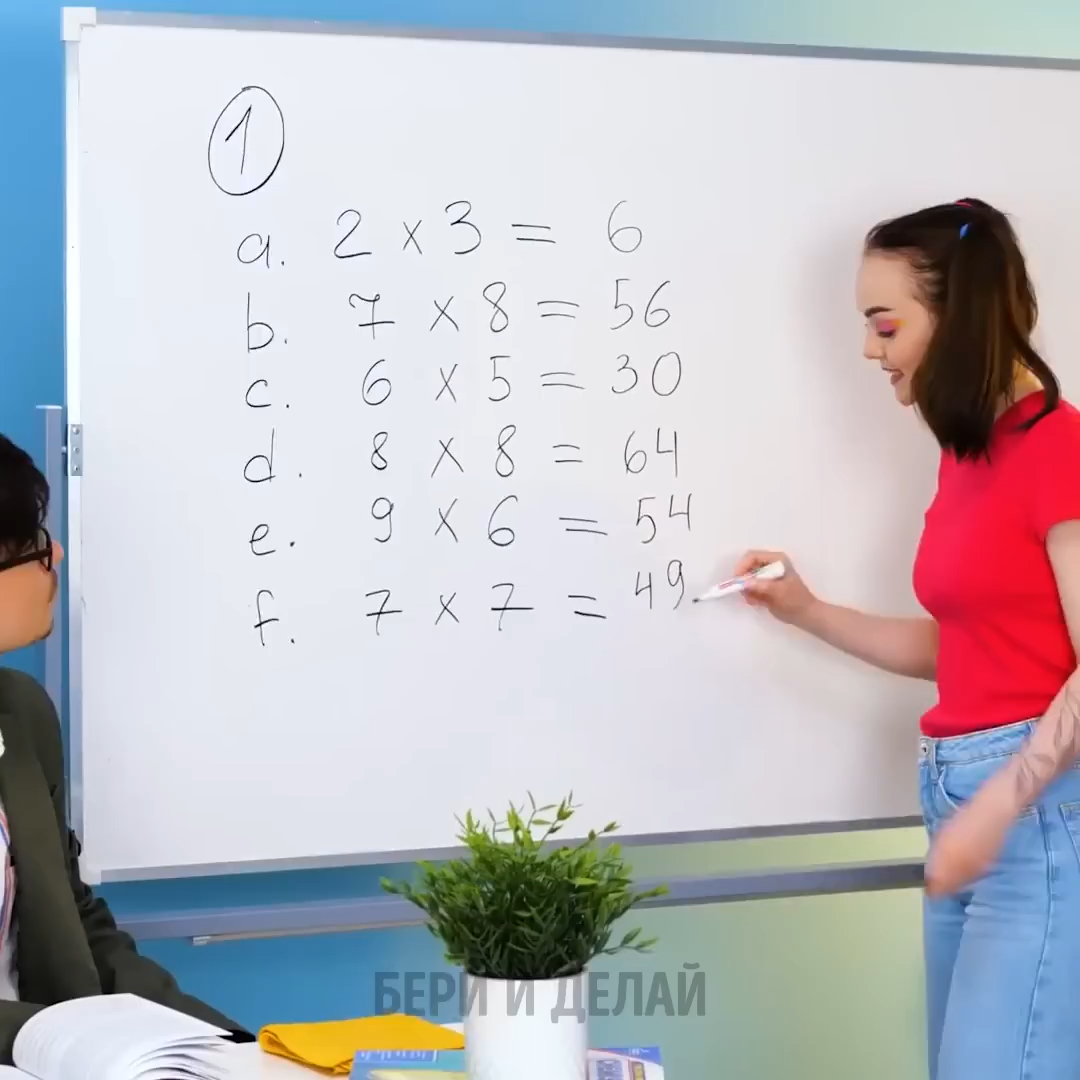 1
a. 2 x 3 = 6
b. 7 x 8 = 56
c. 6 x 5 = 30
d. 8 x 8 = 64
e. 9 x 6 = 54
f. 7 x 7 = 49
БЕРИ И ДЕЛАЙ